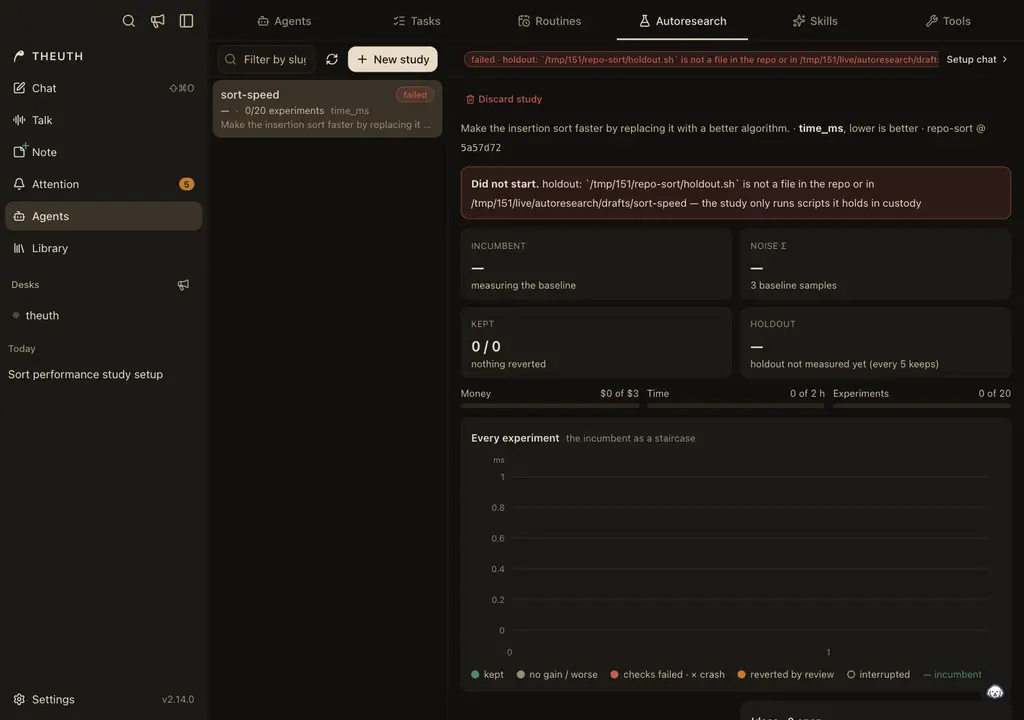 THEUTH
Chat
⇧⌘O
Talk
Note
Attention
5
Agents
Library
Desks
theuth
Today
Sort performance study setup
Settings
v2.14.0
Agents
Tasks
Routines
Autoresearch
Skills
Tools
Filter by slug
New study
sort-speed
failed
— · 0/20 experiments time_ms
Make the insertion sort faster by replacing it ...
failed · holdout: `/tmp/151/repo-sort/holdout.sh` is not a file in the repo or in /tmp/151/live/autoresearch/drafts
Setup chat
Discard study
Make the insertion sort faster by replacing it with a better algorithm. · time_ms, lower is better · repo-sort @
5a57d72
Did not start. holdout: `/tmp/151/repo-sort/holdout.sh` is not a file in the repo or in
/tmp/151/live/autoresearch/drafts/sort-speed — the study only runs scripts it holds in custody
INCUMBENT
—
measuring the baseline
NOISE Σ
—
3 baseline samples
KEPT
0 / 0
nothing reverted
HOLDOUT
—
holdout not measured yet (every 5 keeps)
Money $0 of $3
Time 0 of 2 h
Experiments 0 of 20
Every experiment the incumbent as a staircase
ms
1
0.8
0.6
0.4
0.2
0
0 1
kept
no gain / worse
checks failed · × crash
reverted by review
interrupted
— incumbent